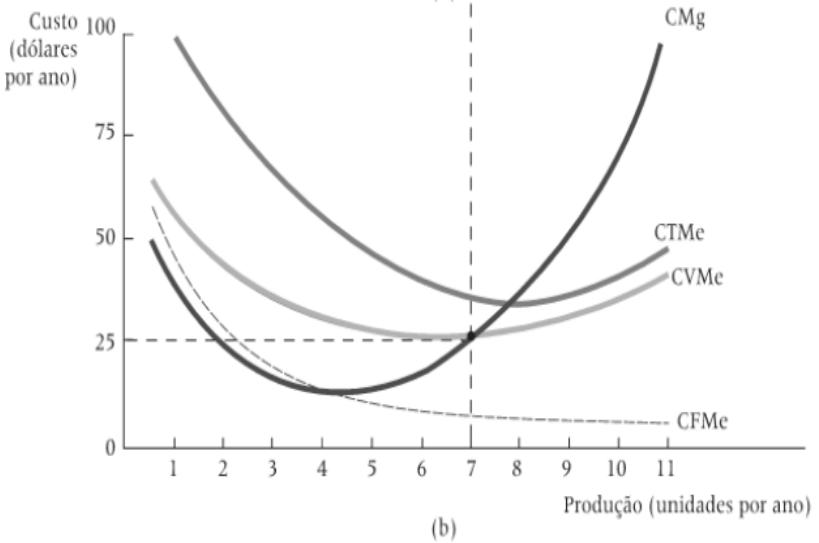 Custo
(dólares
por ano)
100
75
50
25
0
CMg
CTMe
CVMe
CFMe
1 2 3 4 5 6 7 8 9 10 11
Produção (unidades por ano)
(b)